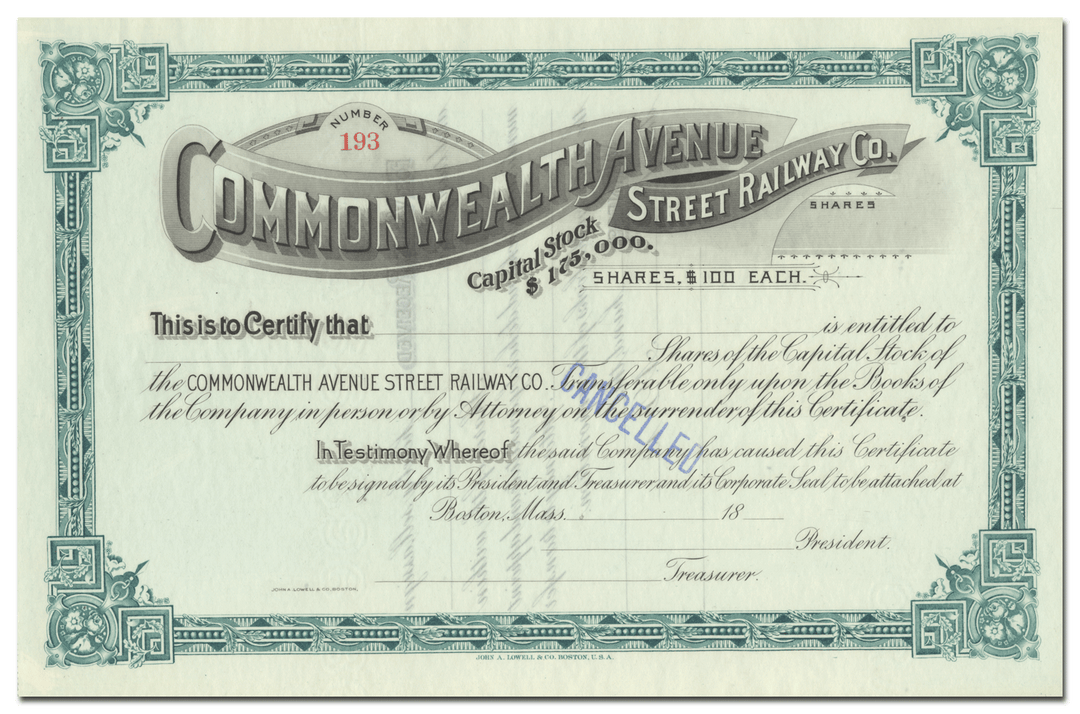 NUMBER
193
COMMONWEALTH AVENUE
STREET RAILWAY CO.
SHARES
Capital Stock
$ 175,000.
SHARES, $100 EACH.
This is to Certify that is entitled to
Shares of the Capital Stock of
the COMMONWEALTH AVENUE STREET RAILWAY CO. Transferable only upon the Books of
the Company in person or by Attorney on the surrender of this Certificate.
CANCELLED
In Testimony Whereof the said Company has caused this Certificate
to be signed by its President and Treasurer and its Corporate Seal to be attached at
Boston, Mass. 18
President.
Treasurer.
JOHN A. LOWELL & CO. BOSTON.
JOHN A. LOWELL & CO. BOSTON, U.S.A.